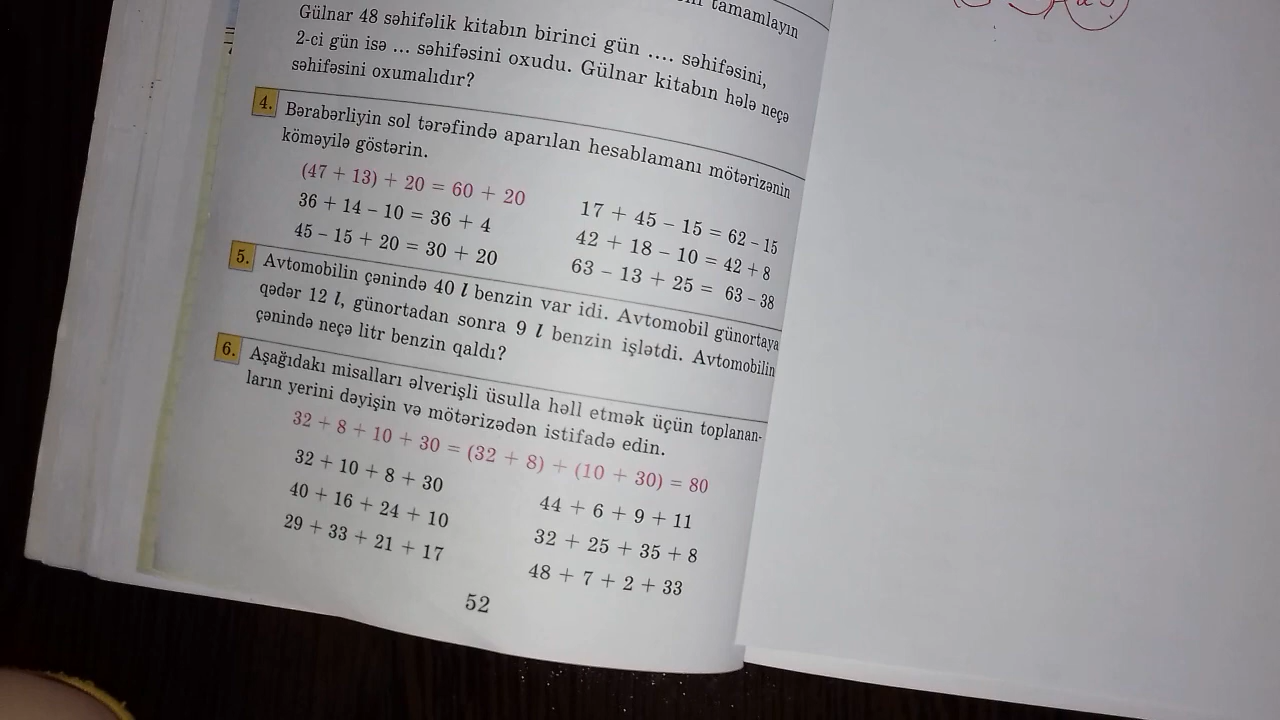 tamamlayın
Gülnar 48 səhifəlik kitabın birinci gün .... səhifəsini,
2-ci gün isə ... səhifəsini oxudu. Gülnar kitabın hələ neçə
səhifəsini oxumalıdır?
4. Bərabərliyin sol tərəfində aparılan hesablamanı mötərizənin
köməyilə göstərin.
(47 + 13) + 20 = 60 + 20
36 + 14 – 10 = 36 + 4
45 – 15 + 20 = 30 + 20
17 + 45 – 15 = 62 – 15
42 + 18 – 10 = 42 + 8
63 – 13 + 25 = 63 – 38
5. Avtomobilin çənində 40 l benzin var idi. Avtomobil günortaya
qədər 12 l, günortadan sonra 9 l benzin işlətdi. Avtomobilin
çənində neçə litr benzin qaldı?
6. Aşağıdakı misalları əlverişli üsulla həll etmək üçün toplanan-
ların yerini dəyişin və mötərizədən istifadə edin.
32 + 8 + 10 + 30 = (32 + 8) + (10 + 30) = 80
32 + 10 + 8 + 30
40 + 16 + 24 + 10
29 + 33 + 21 + 17
44 + 6 + 9 + 11
32 + 25 + 35 + 8
48 + 7 + 2 + 33
52